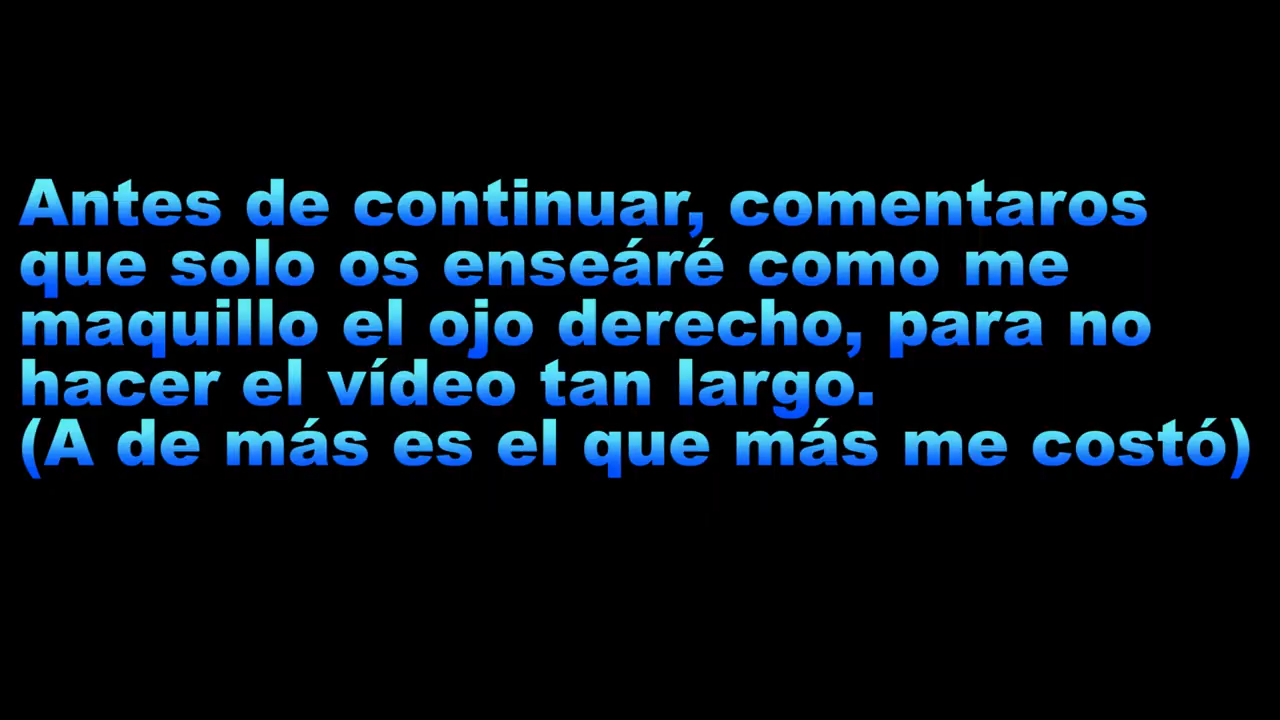 Antes de continuar, comentaros
que solo os enseáré como me
maquillo el ojo derecho, para no
hacer el vídeo tan largo.
(A de más es el que más me costó)